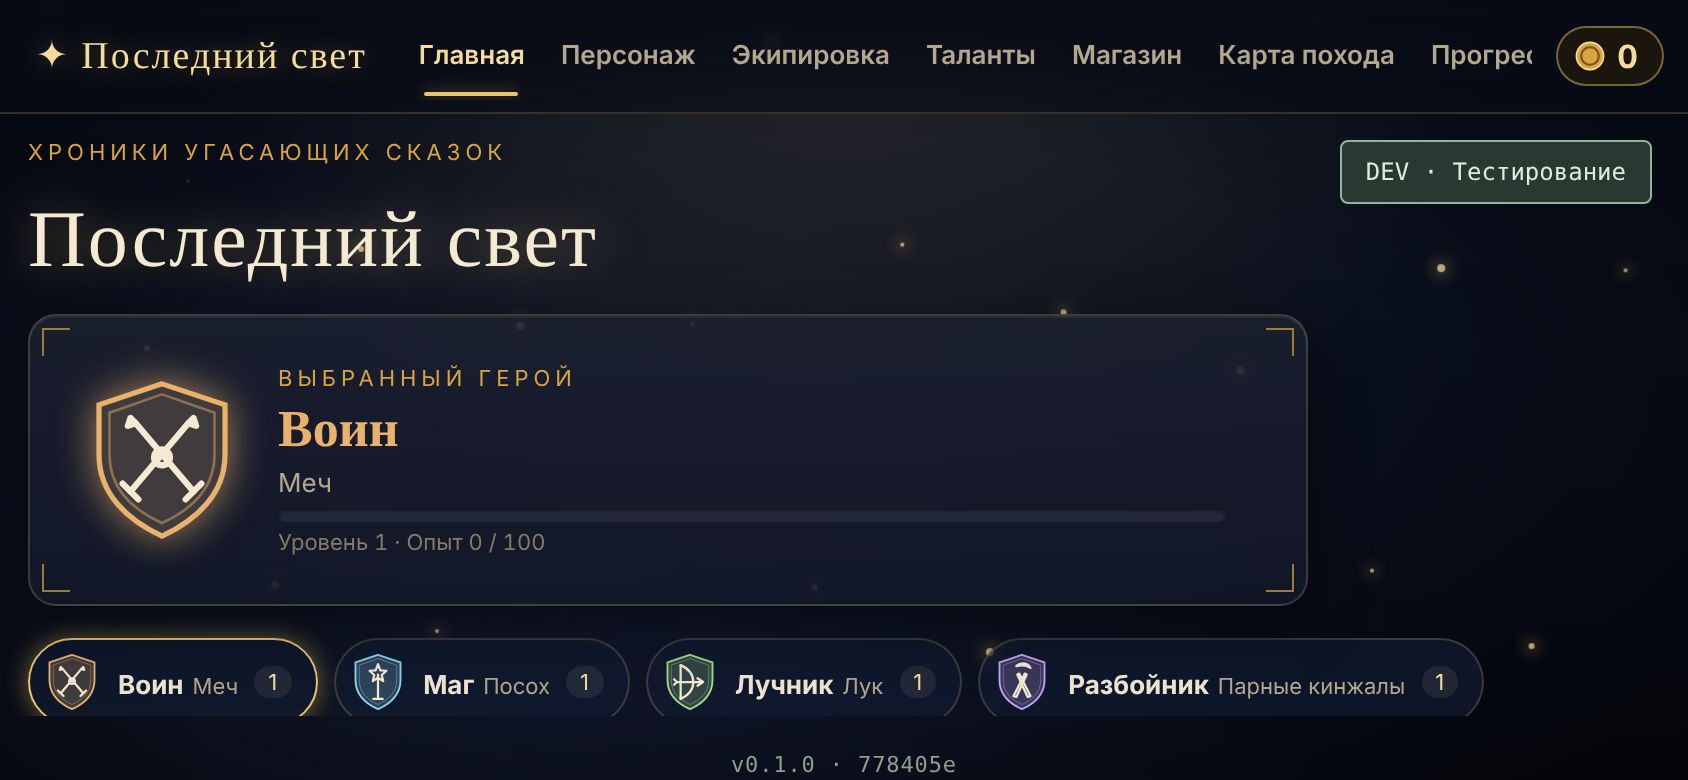 ✦ Последний свет Главная Персонаж Экипировка Таланты Магазин Карта похода Прогрес 0
ХРОНИКИ УГАСАЮЩИХ СКАЗОК
DEV · Тестирование
Последний свет
ВЫБРАННЫЙ ГЕРОЙ
Воин
Меч
Уровень 1 · Опыт 0 / 100
Воин Меч 1 Маг Посох 1 Лучник Лук 1 Разбойник Парные кинжалы 1
v0.1.0 · 778405e